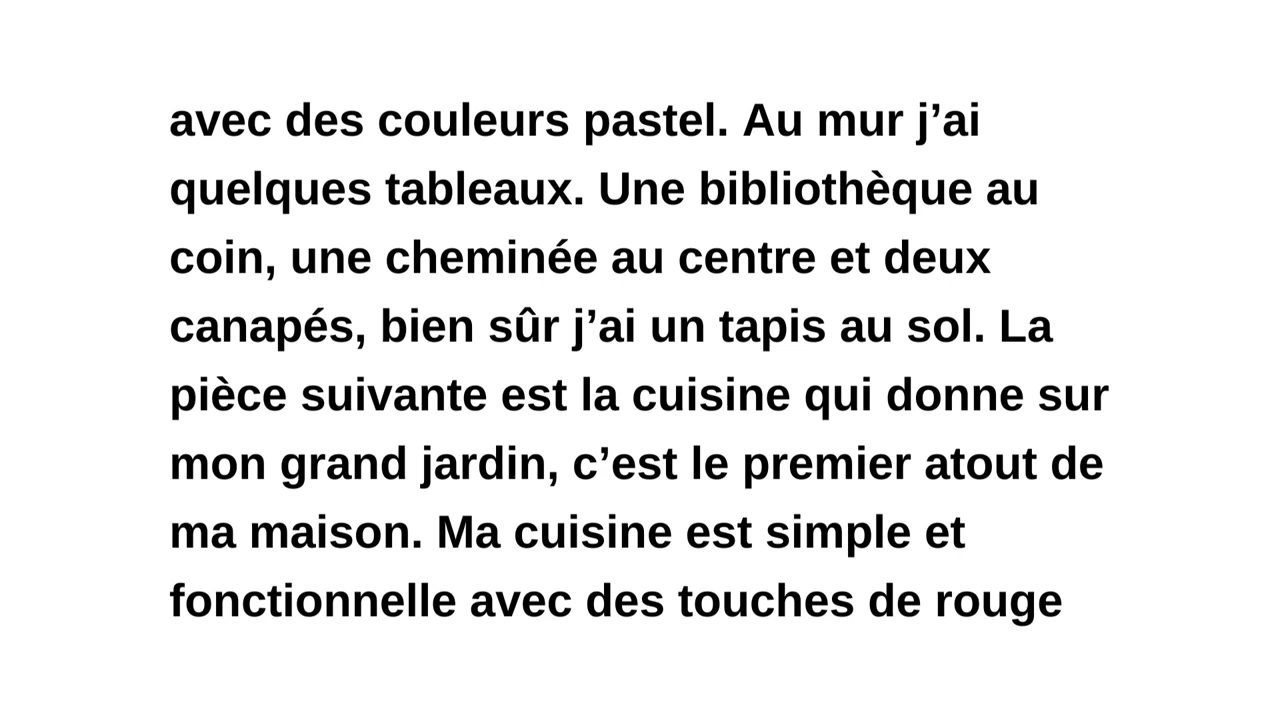 avec des couleurs pastel. Au mur j’ai
quelques tableaux. Une bibliothèque au
coin, une cheminée au centre et deux
canapés, bien sûr j’ai un tapis au sol. La
pièce suivante est la cuisine qui donne sur
mon grand jardin, c’est le premier atout de
ma maison. Ma cuisine est simple et
fonctionnelle avec des touches de rouge